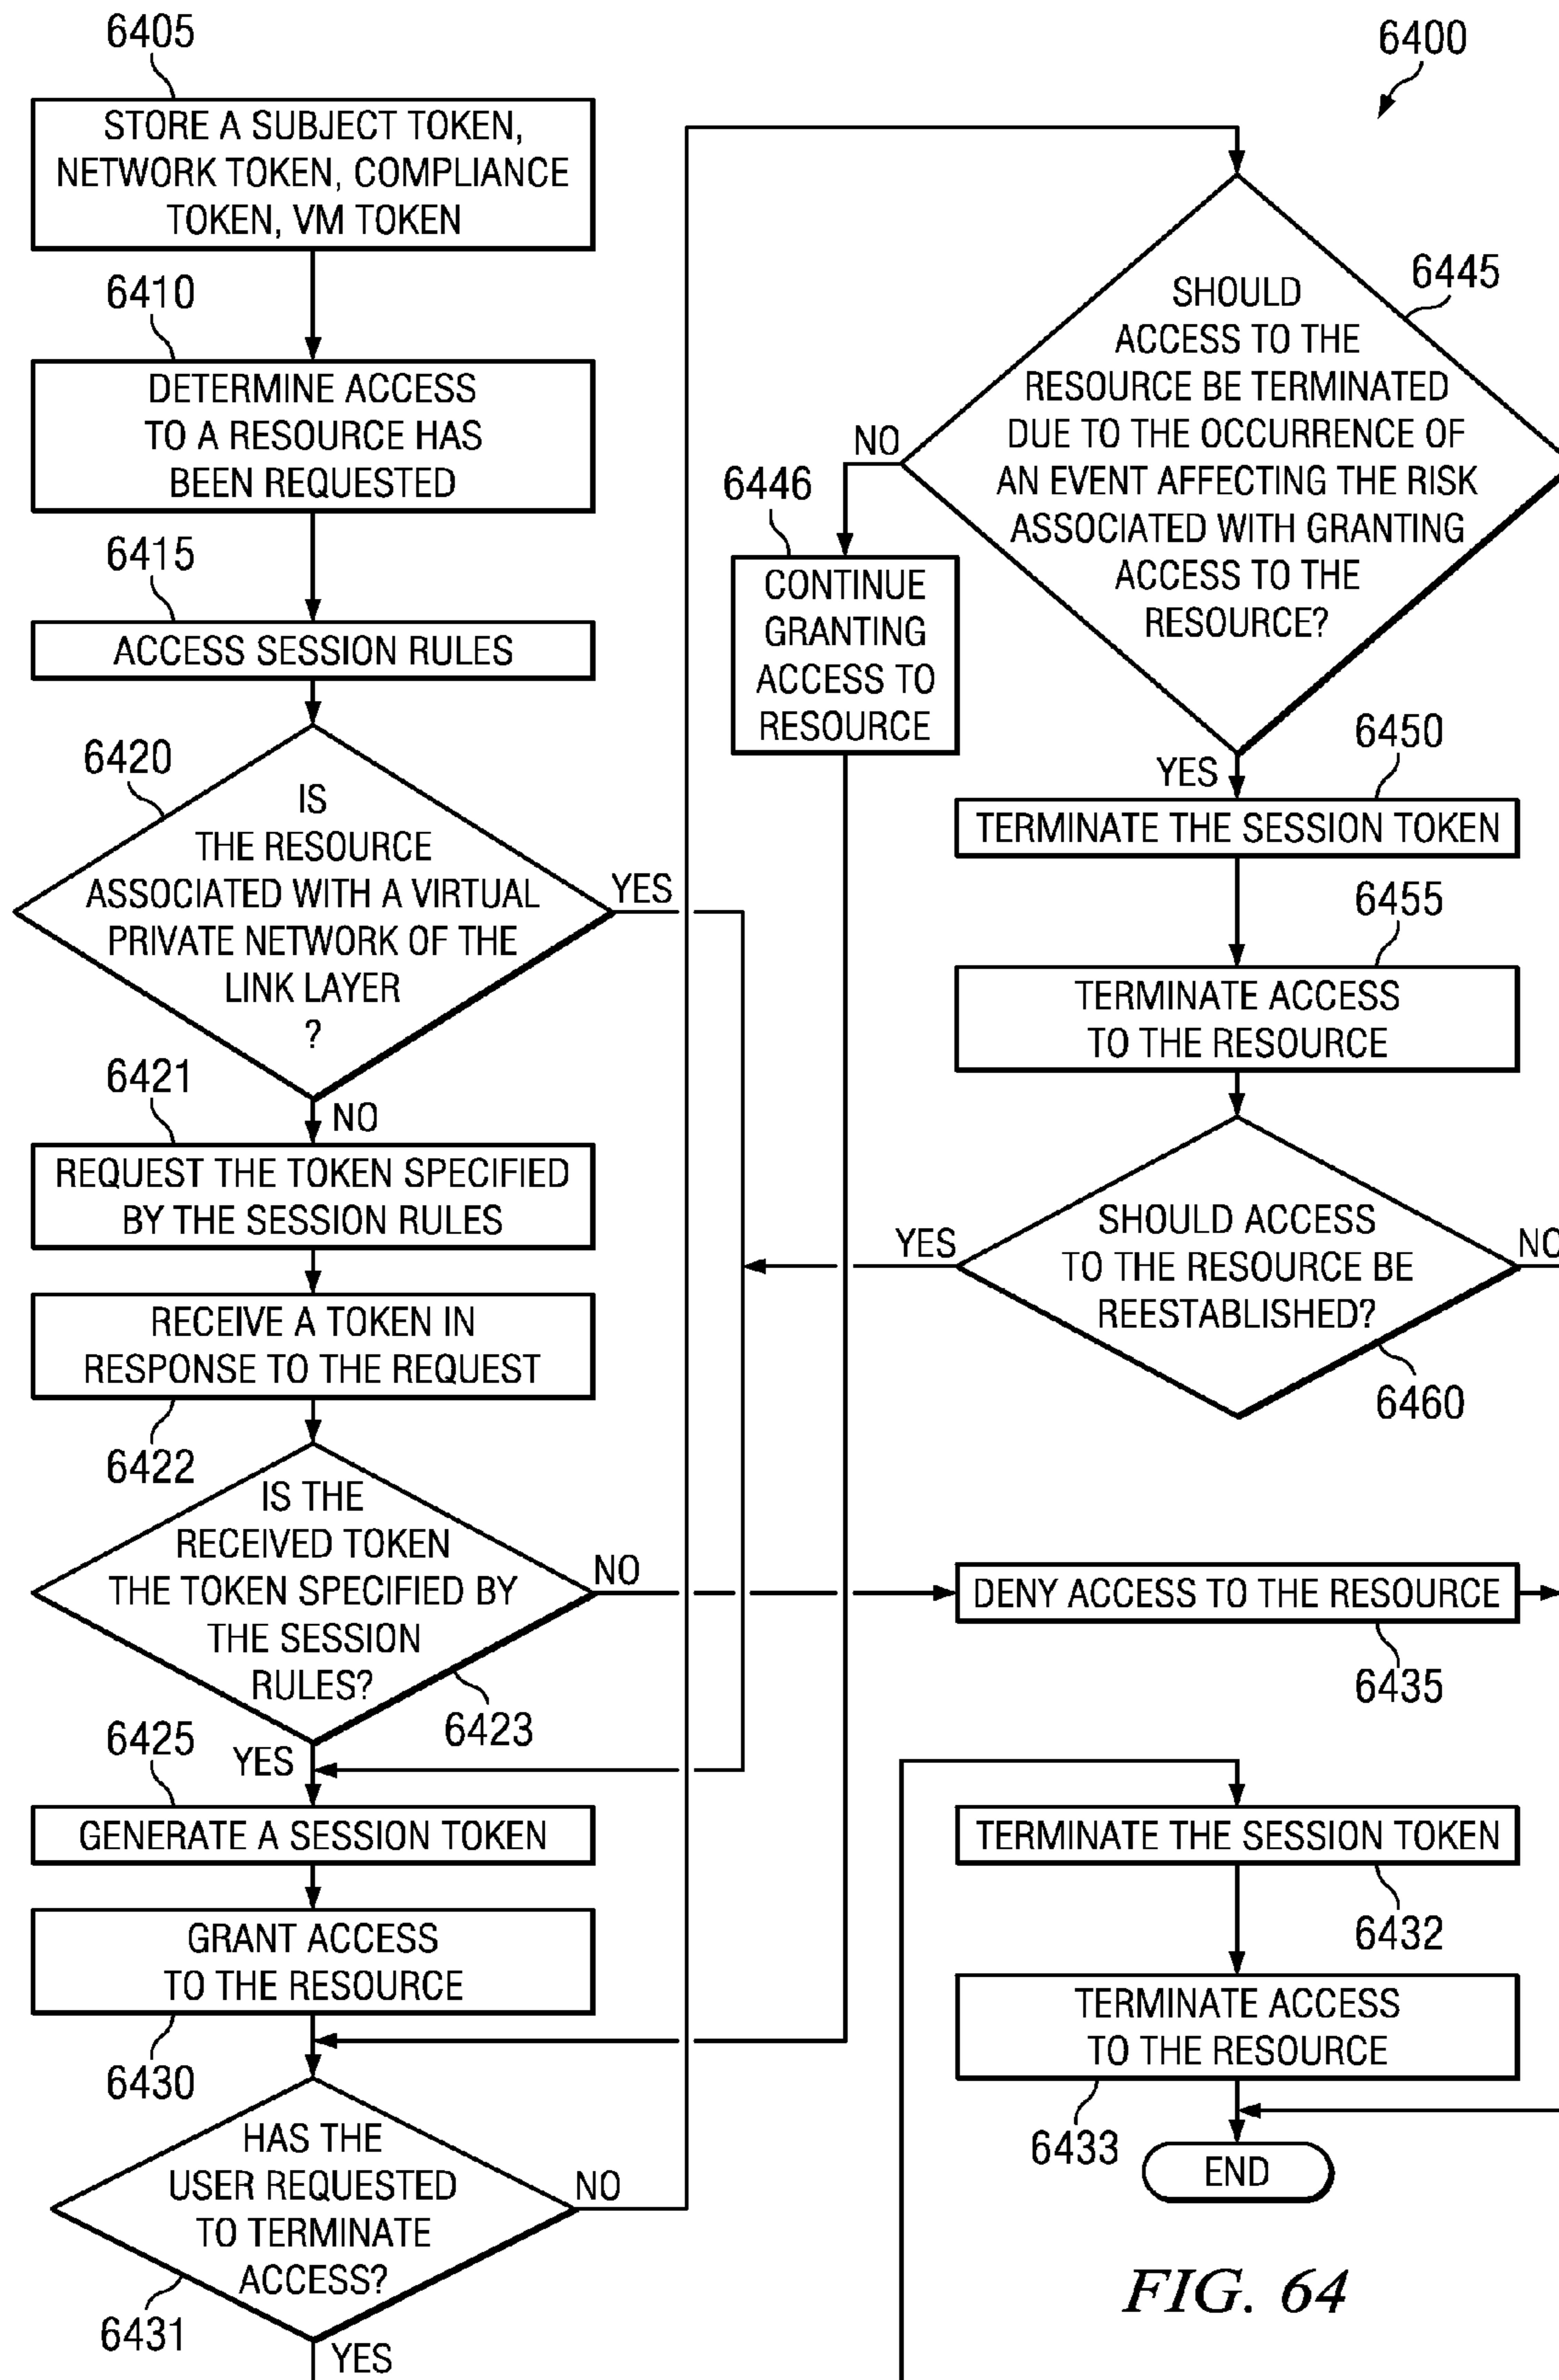 6405
STORE A SUBJECT TOKEN,
NETWORK TOKEN, COMPLIANCE
TOKEN, VM TOKEN
6410
DETERMINE ACCESS
TO A RESOURCE HAS
BEEN REQUESTED
6415
ACCESS SESSION RULES
6420
IS
THE RESOURCE
ASSOCIATED WITH A VIRTUAL
PRIVATE NETWORK OF THE
LINK LAYER
?
YES
NO
6421
REQUEST THE TOKEN SPECIFIED
BY THE SESSION RULES
RECEIVE A TOKEN IN
RESPONSE TO THE REQUEST
6422
IS THE
RECEIVED TOKEN
THE TOKEN SPECIFIED BY
THE SESSION
RULES?
NO
6423
YES
6425
GENERATE A SESSION TOKEN
GRANT ACCESS
TO THE RESOURCE
6430
HAS THE
USER REQUESTED
TO TERMINATE
ACCESS?
NO
6431
YES
6400
6445
SHOULD
ACCESS TO THE
RESOURCE BE TERMINATED
DUE TO THE OCCURRENCE OF
AN EVENT AFFECTING THE RISK
ASSOCIATED WITH GRANTING
ACCESS TO THE
RESOURCE?
NO
6446
CONTINUE
GRANTING
ACCESS TO
RESOURCE
YES
6450
TERMINATE THE SESSION TOKEN
6455
TERMINATE ACCESS
TO THE RESOURCE
SHOULD ACCESS
TO THE RESOURCE BE
REESTABLISHED?
YES
NO
6460
DENY ACCESS TO THE RESOURCE
6435
TERMINATE THE SESSION TOKEN
6432
TERMINATE ACCESS
TO THE RESOURCE
6433
END
FIG. 64